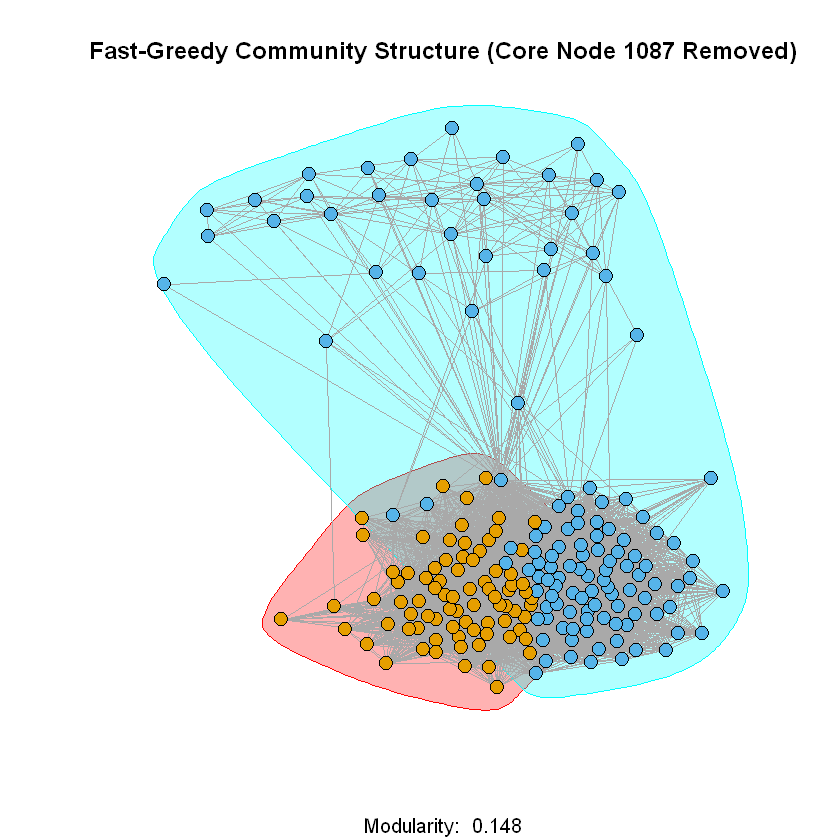 Fast-Greedy Community Structure (Core Node 1087 Removed)
Modularity:  0.148